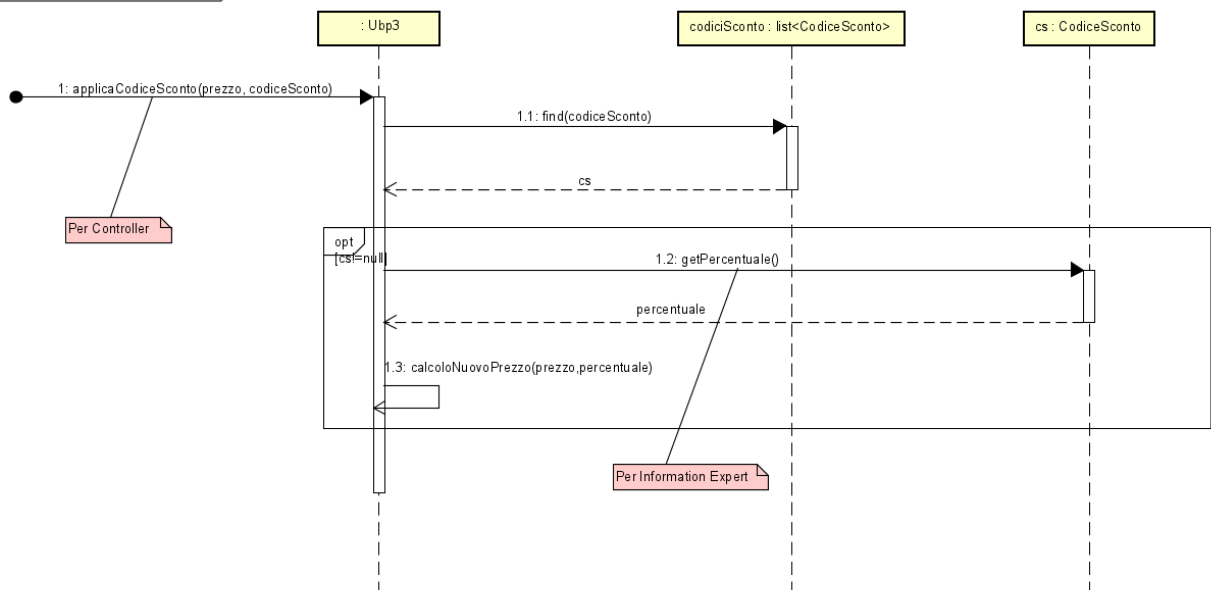 : Ubp3
codiciSconto : list<CodiceSconto>
cs : CodiceSconto
1: applicaCodiceSconto(prezzo, codiceSconto)
1.1: find(codiceSconto)
cs
Per Controller
opt
[cs!=null]
1.2: getPercentuale()
percentuale
1.3: calcoloNuovoPrezzo(prezzo,percentuale)
Per Information Expert